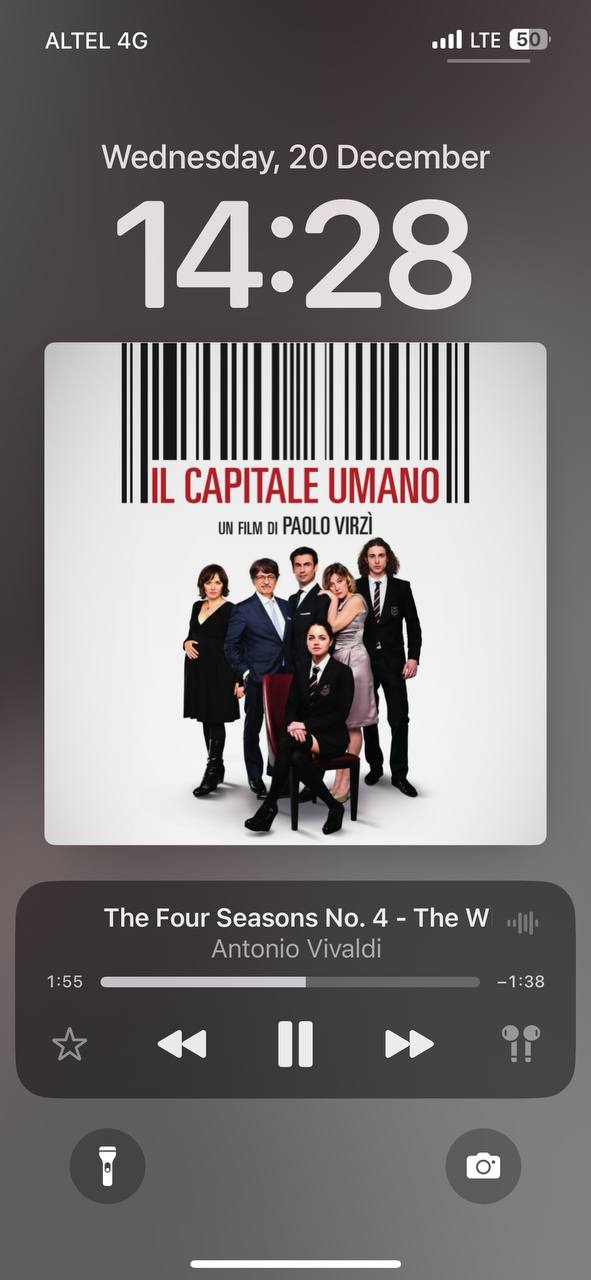 ALTEL 4G LTE 50
Wednesday, 20 December
14:28
IL CAPITALE UMANO
UN FILM DI PAOLO VIRZÌ
The Four Seasons No. 4 - The W
Antonio Vivaldi
1:55 −1:38